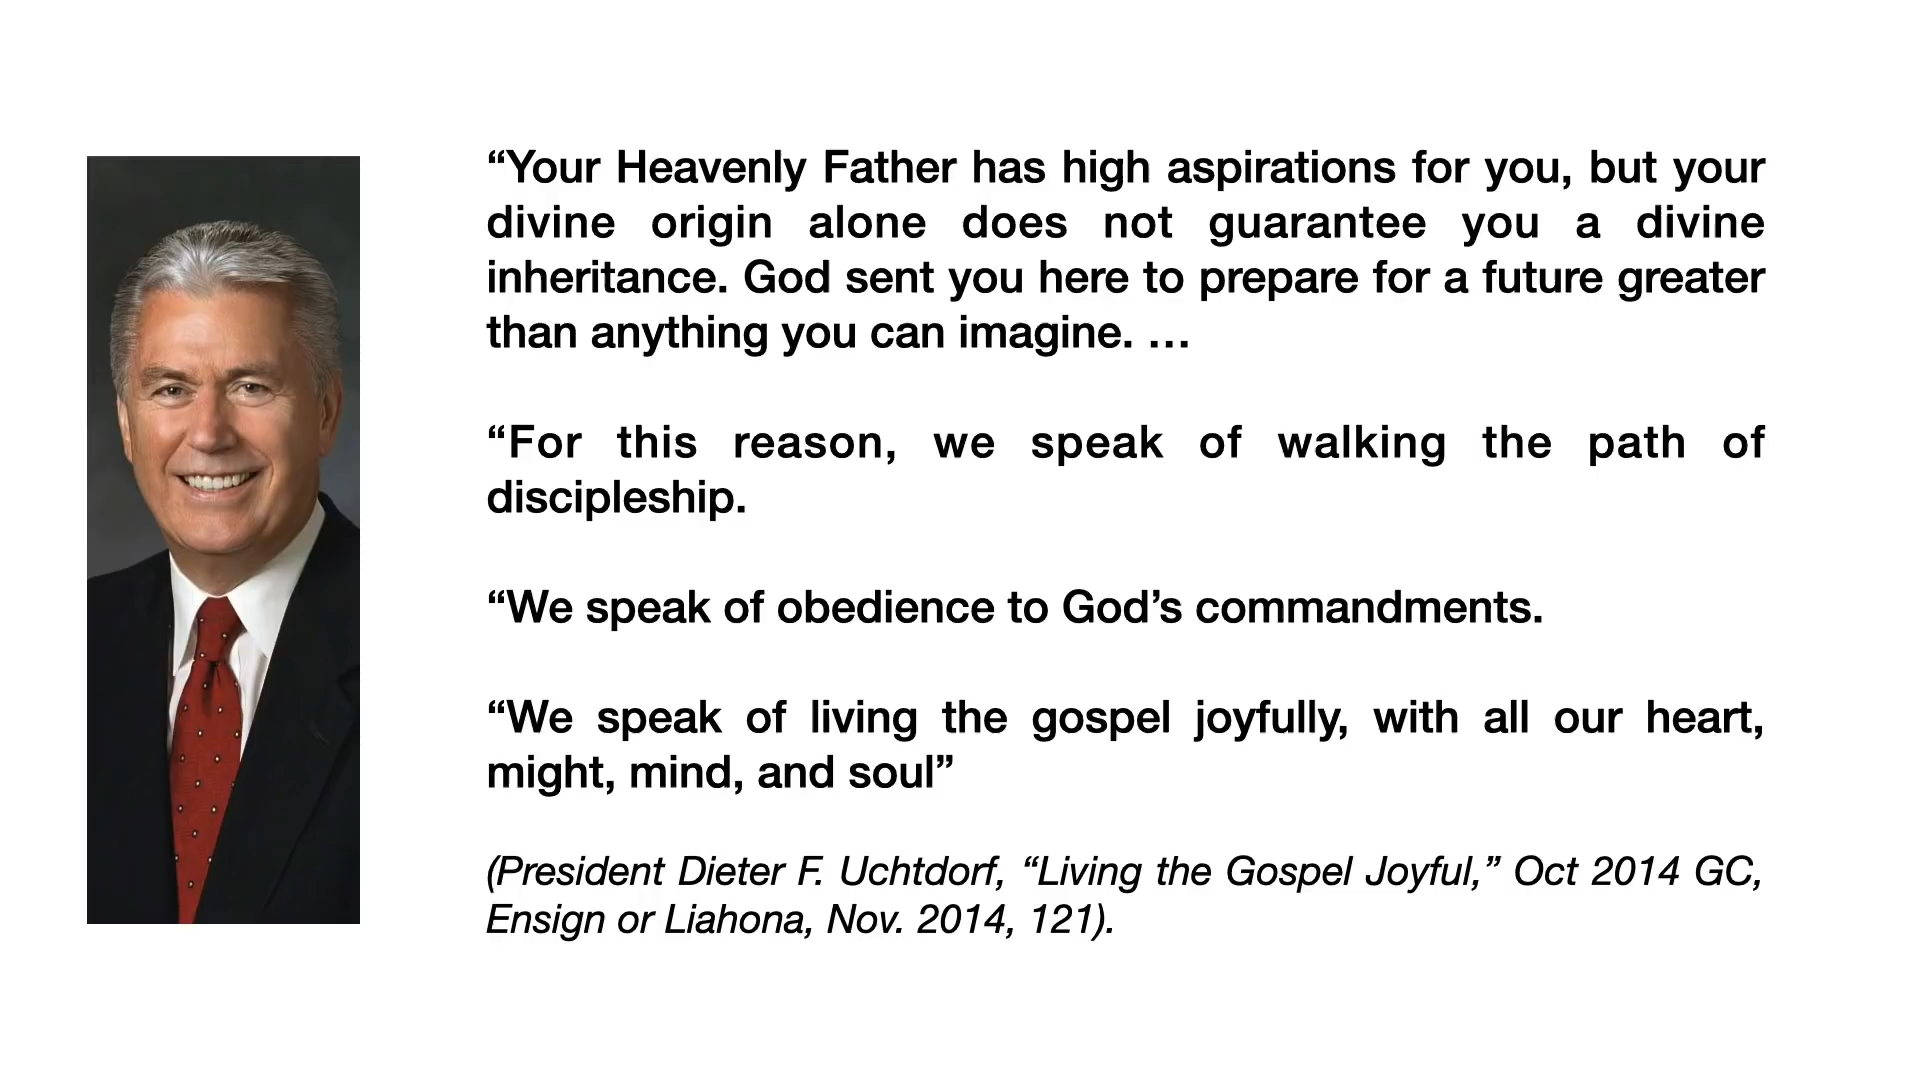 “Your Heavenly Father has high aspirations for you, but your
divine origin alone does not guarantee you a divine
inheritance. God sent you here to prepare for a future greater
than anything you can imagine. …
“For this reason, we speak of walking the path of
discipleship.
“We speak of obedience to God’s commandments.
“We speak of living the gospel joyfully, with all our heart,
might, mind, and soul”
(President Dieter F. Uchtdorf, “Living the Gospel Joyful,” Oct 2014 GC,
Ensign or Liahona, Nov. 2014, 121).